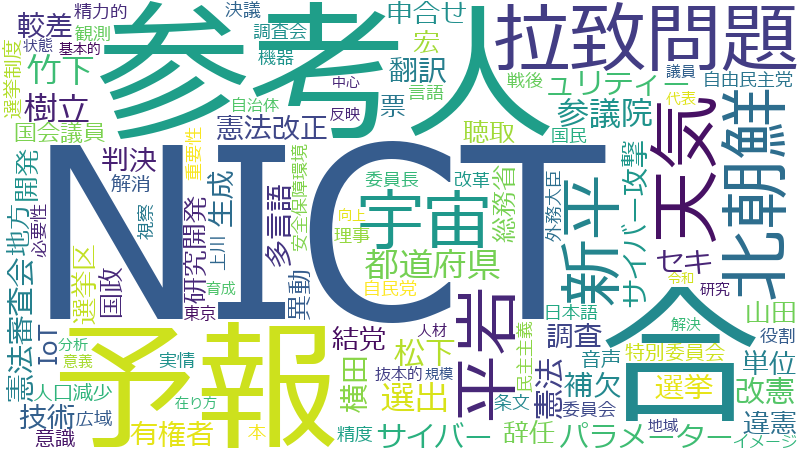 精力的
決議
較差
参考人
調査会
申合せ
拉致問題
状態
観測
機器
宏
戦後
議員
選挙制度
基本的
竹下
中心
翻訳
ユリティー
自由民主党
樹立
自治体
反映
票
言語
参議院
代表
国会議員
憲法改正
聴取
国民
天気
北朝鮮
地方開発
判決
解消
NICT
重要性
委員長
改革
安全保障環境
総務省
外務大臣
新平
サイバー攻撃
必要性
視察
研究開発
上川
生成
多言語
向上
宇宙
理事
憲法審査会
選挙区
国政
育成
異動
自民党
都道府県
セキ
令和
研究
東京
平岩
日本語
合
山田
IoT
分析
意義
実情
予報
結党
人材
民主主義
調査
解決
役割
人口減少
抜本的
規模
松下
音声
特別委員会
単位
横田
選出
条文
憲法
補欠
委員会
選挙
改憲
技術
広域
在り方
地域
違憲
意識
有権者
本
精度
サイバー
辞任
パラメーター
イメージ